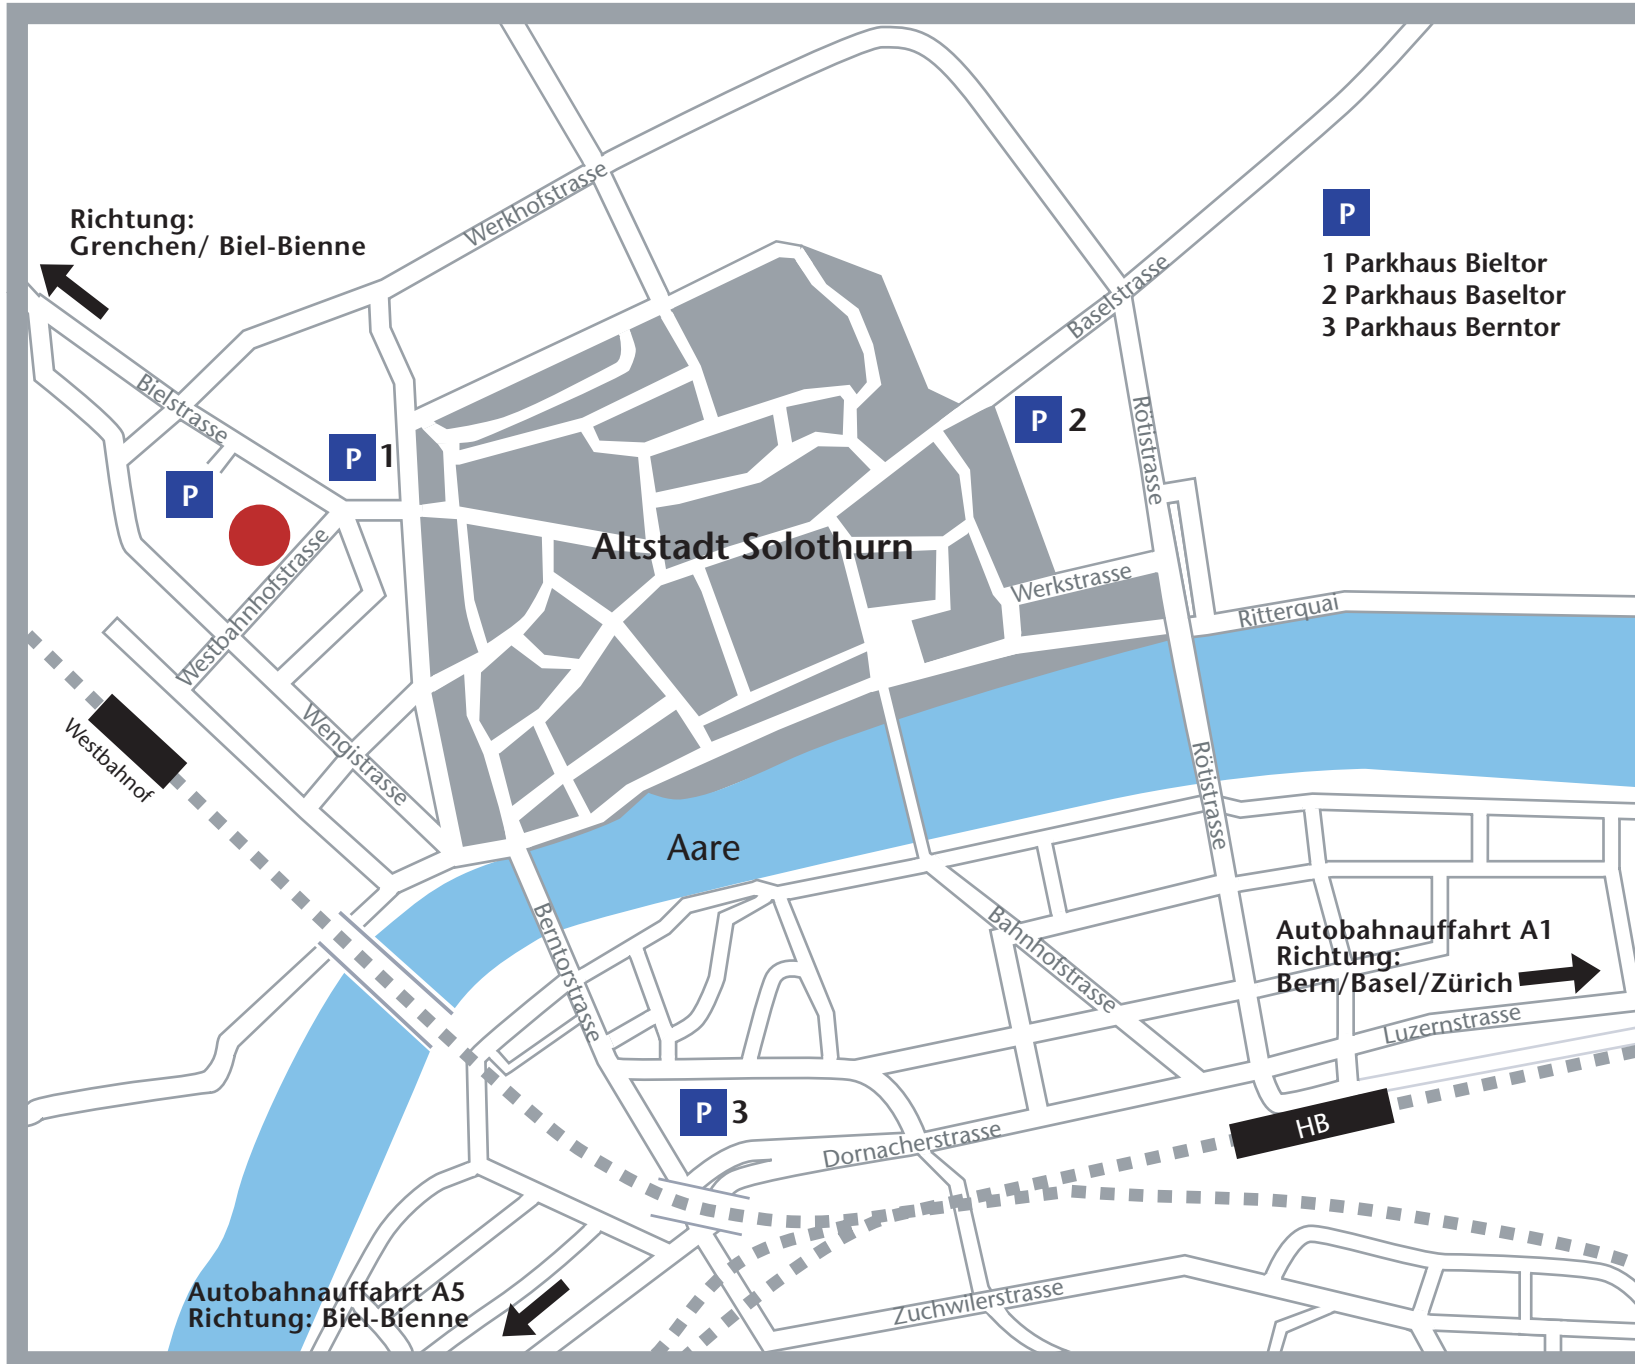 Werkhofstrasse
Richtung:
Grenchen/ Biel-Bienne
P
1 Parkhaus Bieltor
2 Parkhaus Baseltor
3 Parkhaus Berntor
Baselstrasse
Bielstrasse
P 1
P 2
Rötistrasse
P
Westbahnhofstrasse
Altstadt Solothurn
Werkstrasse
Ritterquai
Westbahnhof
Wengistrasse
Rötistrasse
Aare
Berntorstrasse
Bahnhofstrasse
Autobahnauffahrt A1
Richtung:
Bern/Basel/Zürich
Luzernstrasse
P 3
HB
Dornacherstrasse
Autobahnauffahrt A5
Richtung: Biel-Bienne
Zuchwilerstrasse